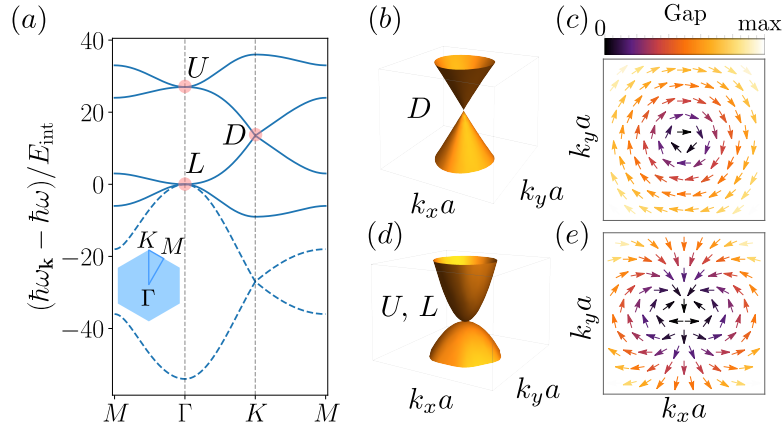 (a)
(ħω_k − ħω)/E_int
40
20
0
−20
−40
U
D
L
K
M
Γ
M
Γ
K
M
(b)
D
k_x a
k_y a
(c)
Gap
0
max
k_y a
(d)
U, L
k_x a
k_y a
(e)
k_y a
k_x a